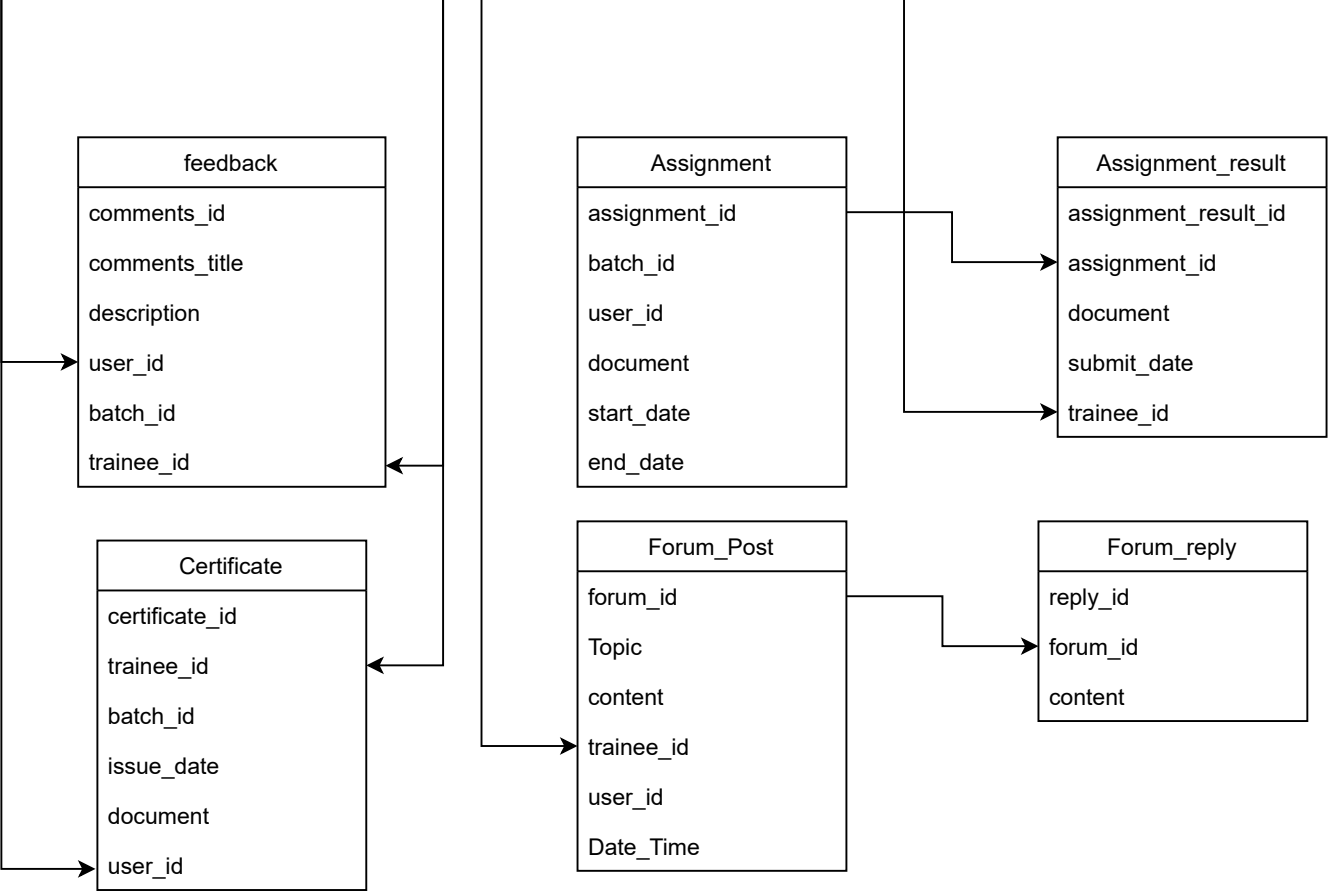 feedback
comments_id
comments_title
description
user_id
batch_id
trainee_id
Assignment
assignment_id
batch_id
user_id
document
start_date
end_date
Assignment_result
assignment_result_id
assignment_id
document
submit_date
trainee_id
Certificate
certificate_id
trainee_id
batch_id
issue_date
document
user_id
Forum_Post
forum_id
Topic
content
trainee_id
user_id
Date_Time
Forum_reply
reply_id
forum_id
content